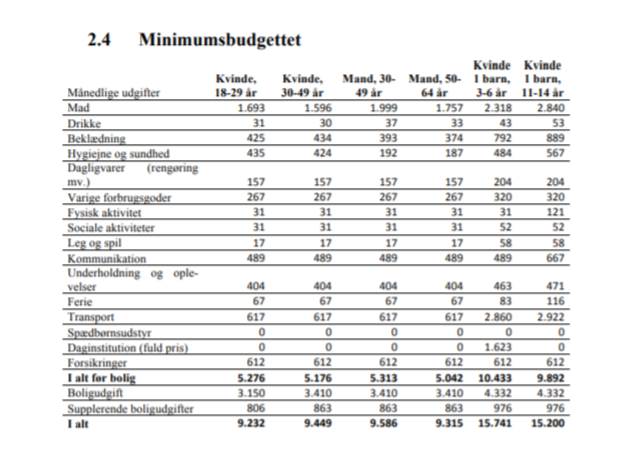 2.4 Minimumsbudgettet
Kvinde Kvinde
Kvinde, Kvinde, Mand, 30- Mand, 50- 1 barn, 1 barn,
Månedlige udgifter 18-29 år 30-49 år 49 år 64 år 3-6 år 11-14 år
Mad 1.693 1.596 1.999 1.757 2.318 2.840
Drikke 31 30 37 33 43 53
Beklædning 425 434 393 374 792 889
Hygiejne og sundhed 435 424 192 187 484 567
Dagligvarer (rengøring
mv.) 157 157 157 157 204 204
Varige forbrugsgoder 267 267 267 267 320 320
Fysisk aktivitet 31 31 31 31 31 121
Sociale aktiviteter 31 31 31 31 52 52
Leg og spil 17 17 17 17 58 58
Kommunikation 489 489 489 489 489 667
Underholdning og ople-
velser 404 404 404 404 463 471
Ferie 67 67 67 67 83 116
Transport 617 617 617 617 2.860 2.922
Spædbørnsudstyr 0 0 0 0 0 0
Daginstitution (fuld pris) 0 0 0 0 1.623 0
Forsikringer 612 612 612 612 612 612
I alt før bolig 5.276 5.176 5.313 5.042 10.433 9.892
Boligudgift 3.150 3.410 3.410 3.410 4.332 4.332
Supplerende boligudgifter 806 863 863 863 976 976
I alt 9.232 9.449 9.586 9.315 15.741 15.200